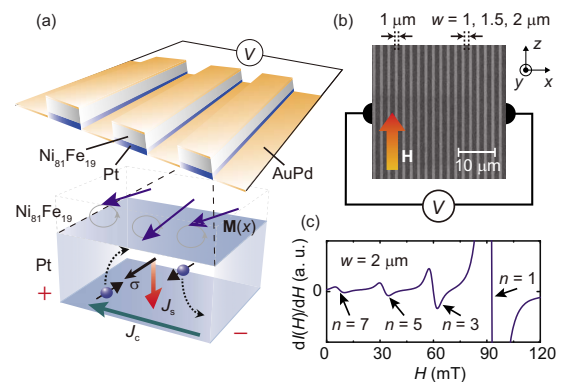 (a)
V
Ni81Fe19
Pt
AuPd
Ni81Fe19
M(x)
Pt
+
σ
Js
Jc
−
(b)
1 μm
w = 1, 1.5, 2 μm
z
y
x
H
10 μm
V
(c)
dI(H)/dH (a. u.)
w = 2 μm
0
n = 1
n = 7
n = 5
n = 3
0 30 60 90 120
H (mT)